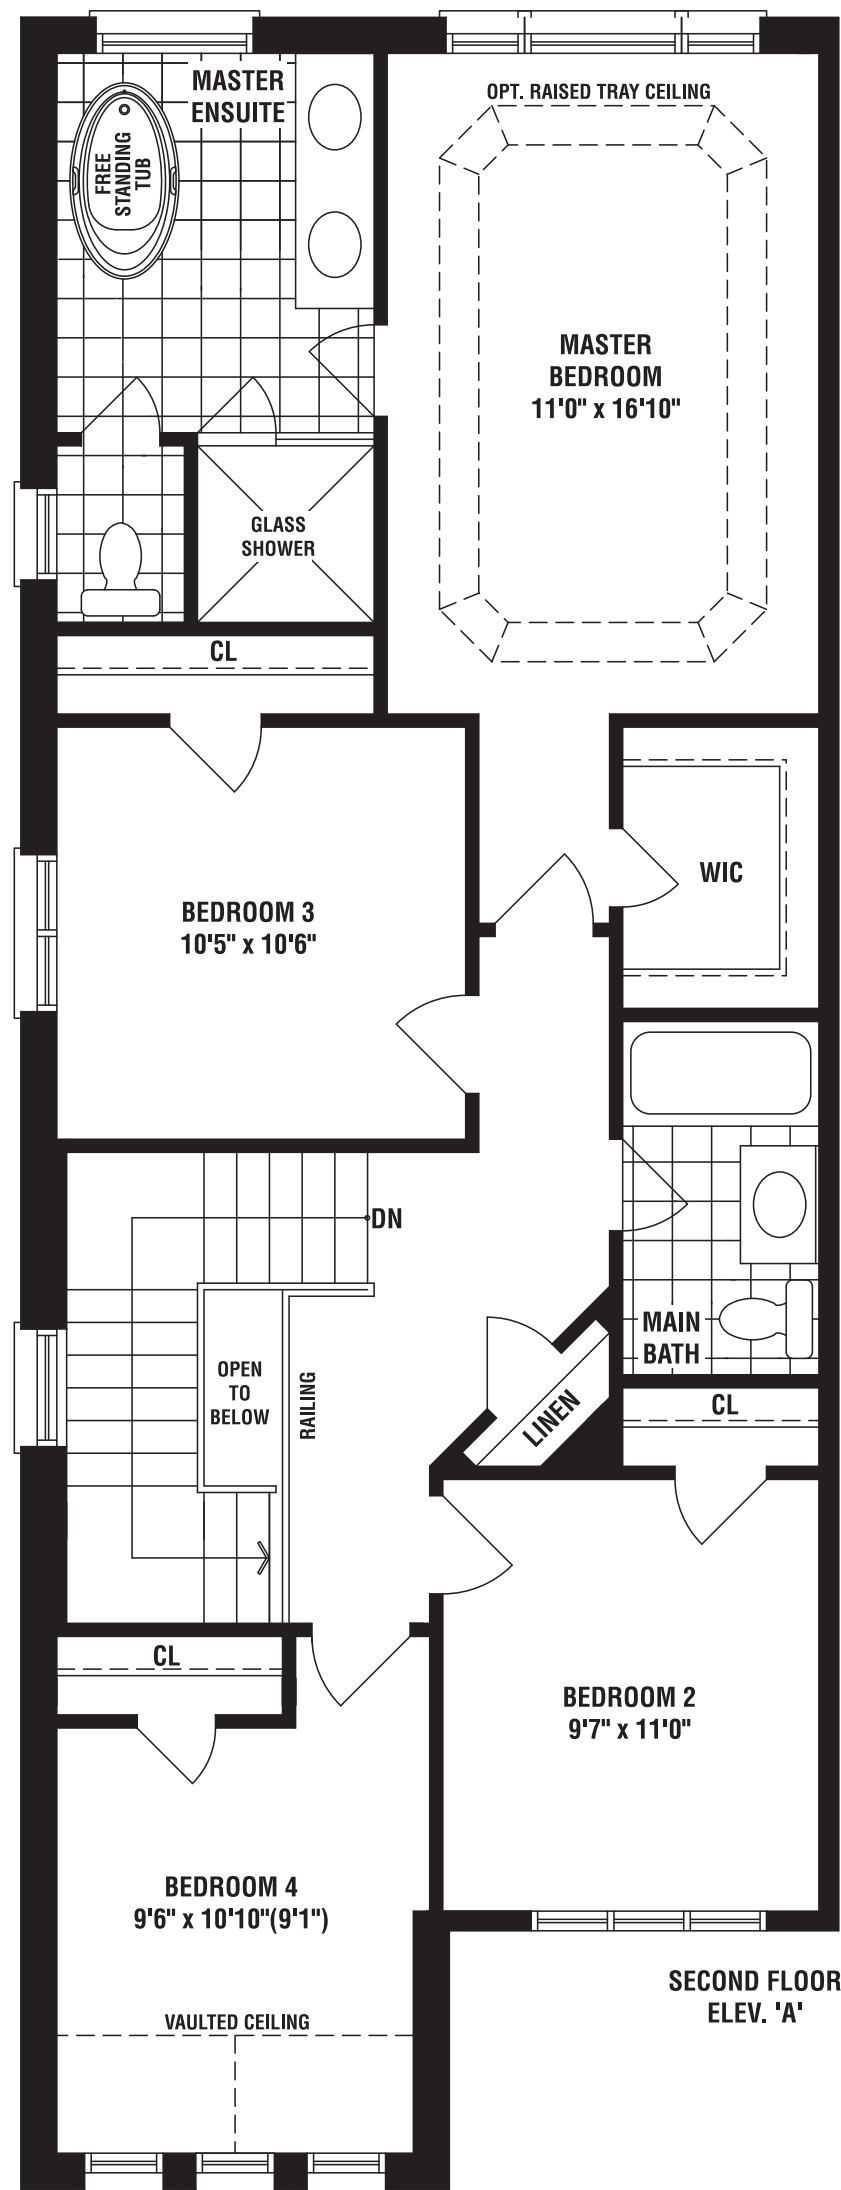 MASTER
ENSUITE
FREE
STANDING
TUB
OPT. RAISED TRAY CEILING
MASTER
BEDROOM
11'0" x 16'10"
GLASS
SHOWER
CL
WIC
BEDROOM 3
10'5" x 10'6"
DN
MAIN
BATH
OPEN
TO
BELOW
RAILING
LINEN
CL
CL
BEDROOM 2
9'7" x 11'0"
BEDROOM 4
9'6" x 10'10"(9'1")
SECOND FLOOR
ELEV. 'A'
VAULTED CEILING